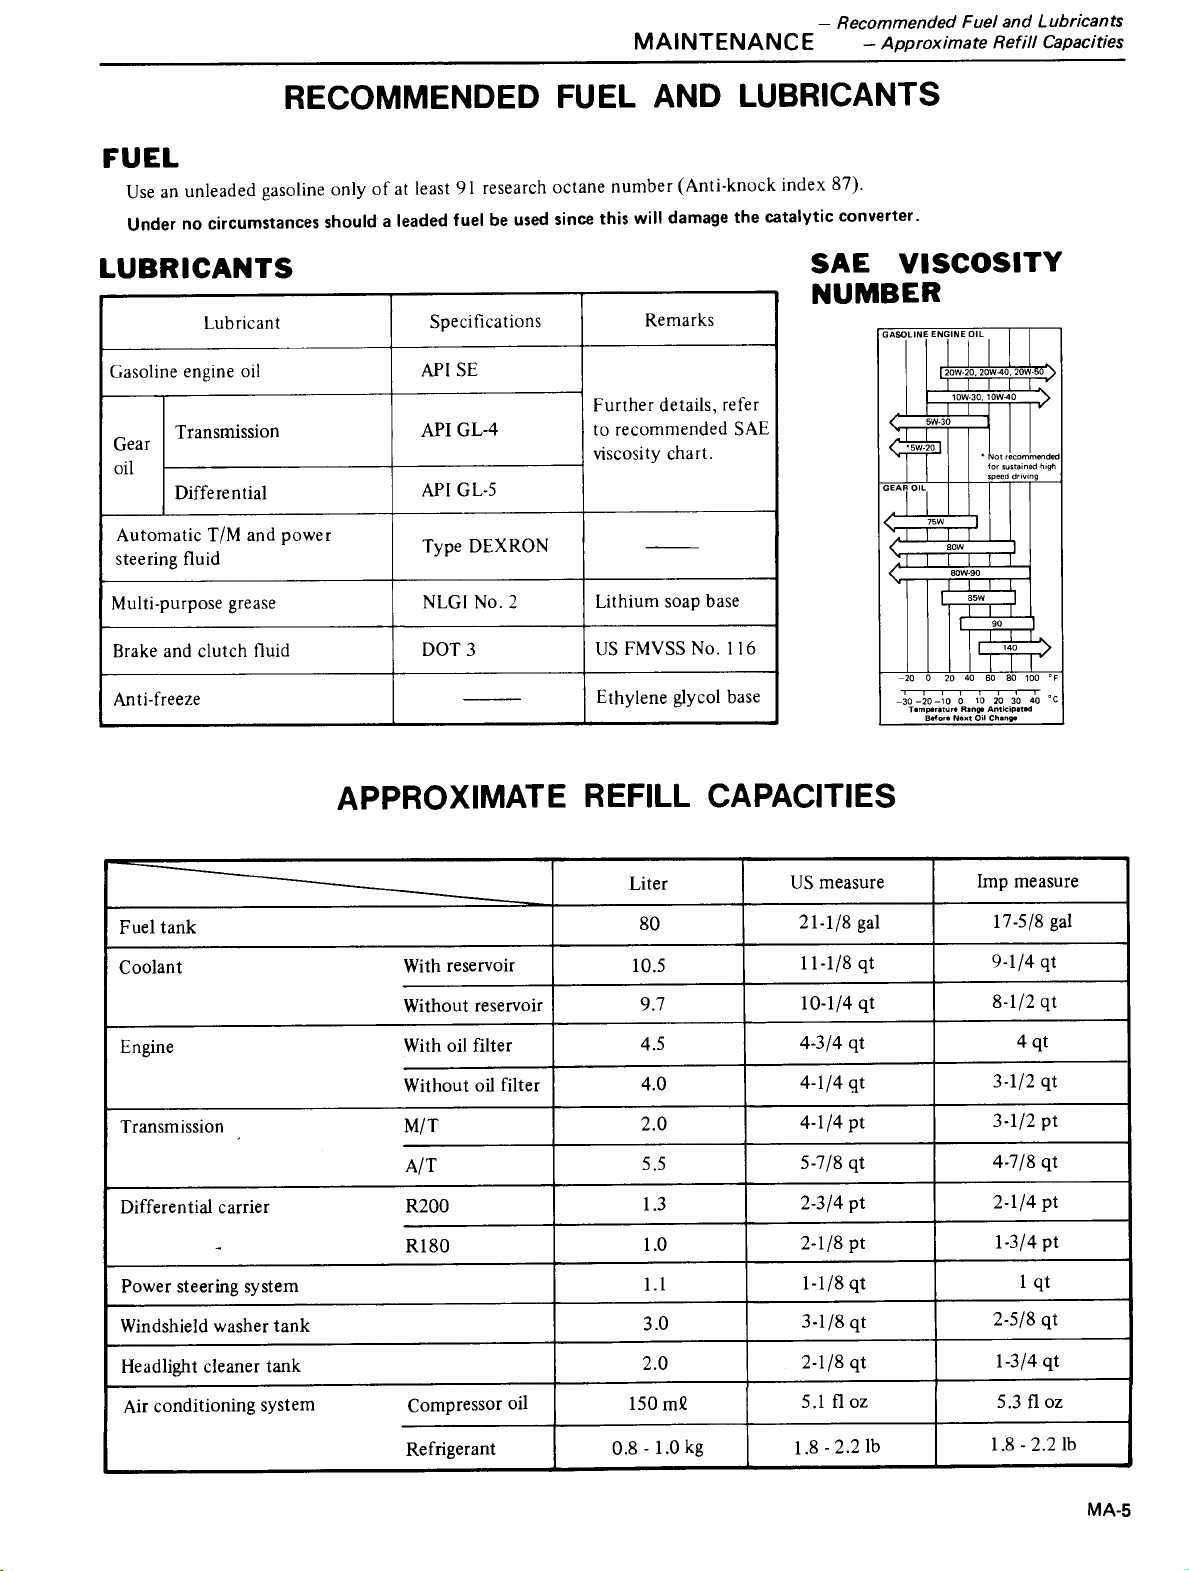 MAINTENANCE
— Recommended Fuel and Lubricants
— Approximate Refill Capacities
RECOMMENDED FUEL AND LUBRICANTS
FUEL
Use an unleaded gasoline only of at least 91 research octane number (Anti-knock index 87).
Under no circumstances should a leaded fuel be used since this will damage the catalytic converter.
LUBRICANTS
Lubricant Specifications Remarks
Gasoline engine oil API SE
Gear oil
Transmission API GL-4
Differential API GL-5
Further details, refer
to recommended SAE
viscosity chart.
Automatic T/M and power
steering fluid
Type DEXRON ——
Multi-purpose grease NLGI No. 2 Lithium soap base
Brake and clutch fluid DOT 3 US FMVSS No. 116
Anti-freeze —— Ethylene glycol base
SAE VISCOSITY
NUMBER
GASOLINE ENGINE OIL
20W-20, 20W-40, 20W-50
10W-30, 10W-40
5W-30
*5W-20
* Not recommended
for sustained high
speed driving
GEAR OIL
75W
80W
80W-90
85W
90
140
−20 0 20 40 60 80 100 °F
−30 −20 −10 0 10 20 30 40 °C
Temperature Range Anticipated
Before Next Oil Change
APPROXIMATE REFILL CAPACITIES
Liter US measure Imp measure
Fuel tank 80 21-1/8 gal 17-5/8 gal
Coolant With reservoir 10.5 11-1/8 qt 9-1/4 qt
Without reservoir 9.7 10-1/4 qt 8-1/2 qt
Engine With oil filter 4.5 4-3/4 qt 4 qt
Without oil filter 4.0 4-1/4 qt 3-1/2 qt
Transmission M/T 2.0 4-1/4 pt 3-1/2 pt
A/T 5.5 5-7/8 qt 4-7/8 qt
Differential carrier R200 1.3 2-3/4 pt 2-1/4 pt
R180 1.0 2-1/8 pt 1-3/4 pt
Power steering system 1.1 1-1/8 qt 1 qt
Windshield washer tank 3.0 3-1/8 qt 2-5/8 qt
Headlight cleaner tank 2.0 2-1/8 qt 1-3/4 qt
Air conditioning system Compressor oil 150 mℓ 5.1 fl oz 5.3 fl oz
Refrigerant 0.8 - 1.0 kg 1.8 - 2.2 lb 1.8 - 2.2 lb
MA-5